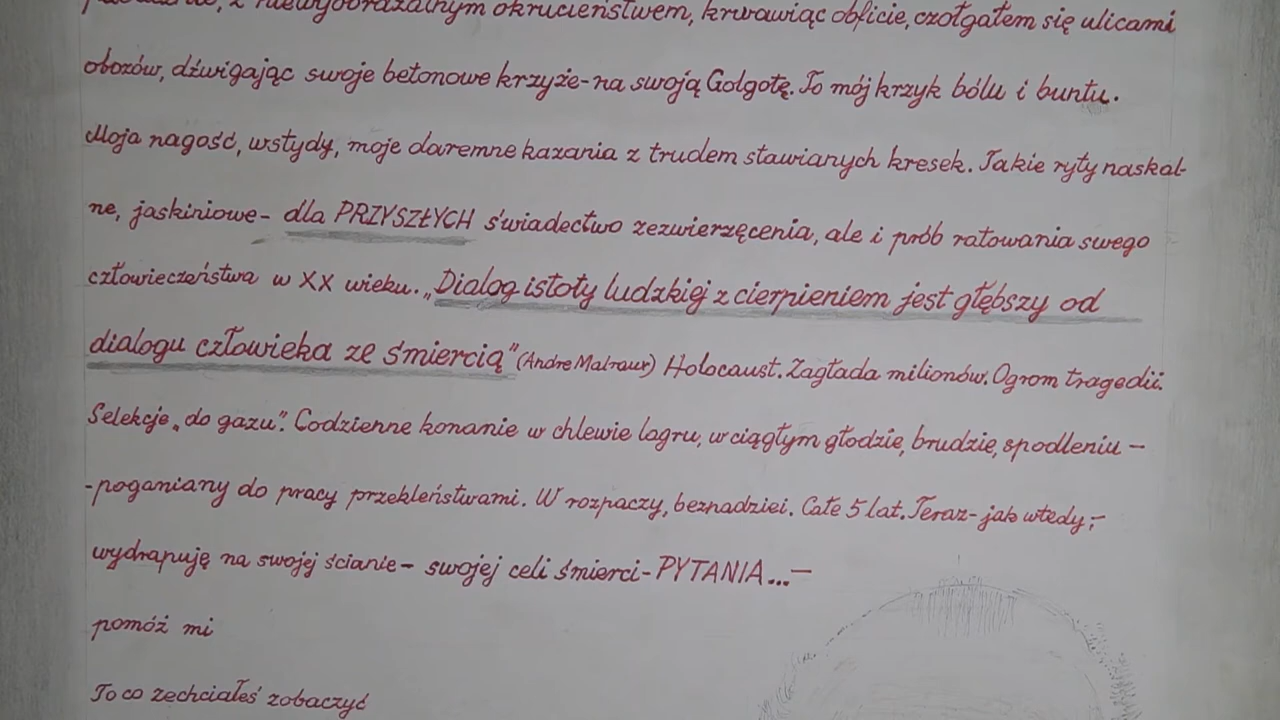 z niewyobrażalnym okrucieństwem, krwawiąc obficie, czołgałem się ulicami
obozów, dźwigając swoje betonowe krzyże-na swoją Golgotę. To mój krzyk bólu i buntu.
Moja nagość, wstydy, moje daremne kazania z trudem stawianych kresek. Takie ryty naskal-
ne, jaskiniowe- dla PRZYSZŁYCH świadectwo zezwierzęcenia, ale i prób ratowania swego
człowieczeństwa w XX wieku. „Dialog istoty ludzkiej z cierpieniem jest głębszy od
dialogu człowieka ze śmiercią" (Andre Malraux) Holocaust. Zagłada milionów. Ogrom tragedii.
Selekcje „do gazu". Codzienne konanie w chlewie lagru, w ciągłym głodzie, brudzie, spodleniu -
-poganiany do pracy przekleństwami. W rozpaczy, beznadziei. Całe 5 lat. Teraz- jak wtedy,-
wydrapuję na swojej ścianie- swojej celi śmierci- PYTANIA...-
pomóż mi
To co zechciałeś zobaczyć